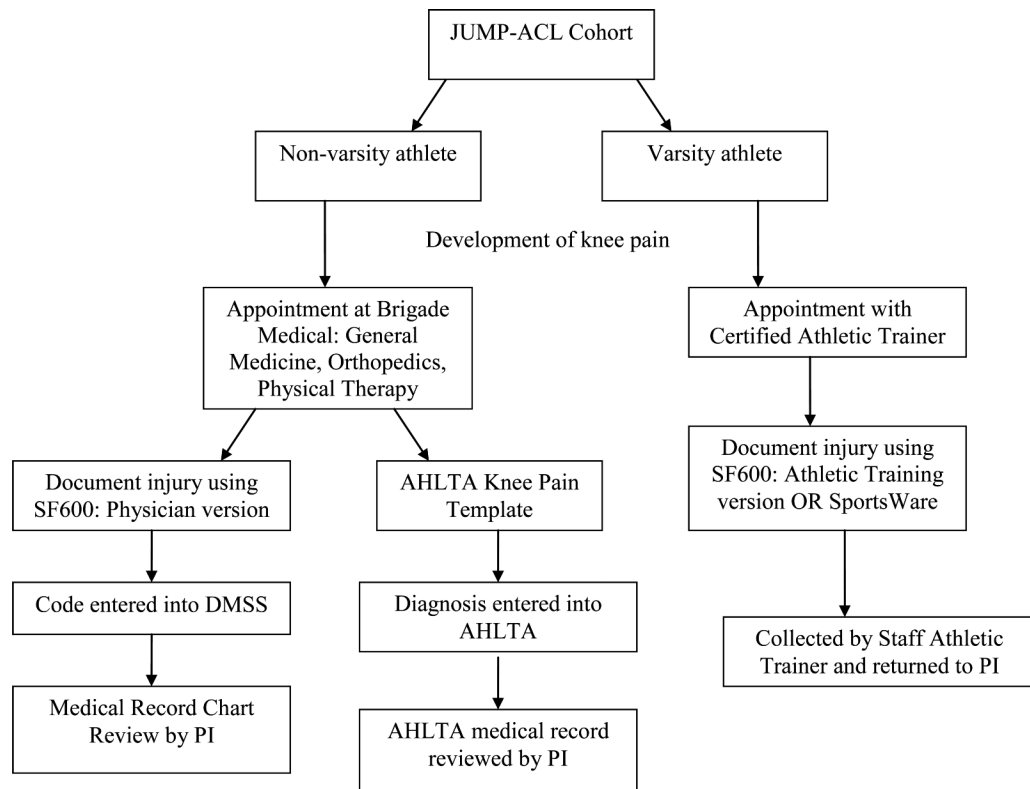 JUMP-ACL Cohort
Non-varsity athlete
Varsity athlete
Development of knee pain
Appointment at Brigade
Medical: General
Medicine, Orthopedics,
Physical Therapy
Appointment with
Certified Athletic Trainer
Document injury using
SF600: Physician version
AHLTA Knee Pain
Template
Document injury using
SF600: Athletic Training
version OR SportsWare
Code entered into DMSS
Diagnosis entered into
AHLTA
Collected by Staff Athletic
Trainer and returned to PI
Medical Record Chart
Review by PI
AHLTA medical record
reviewed by PI